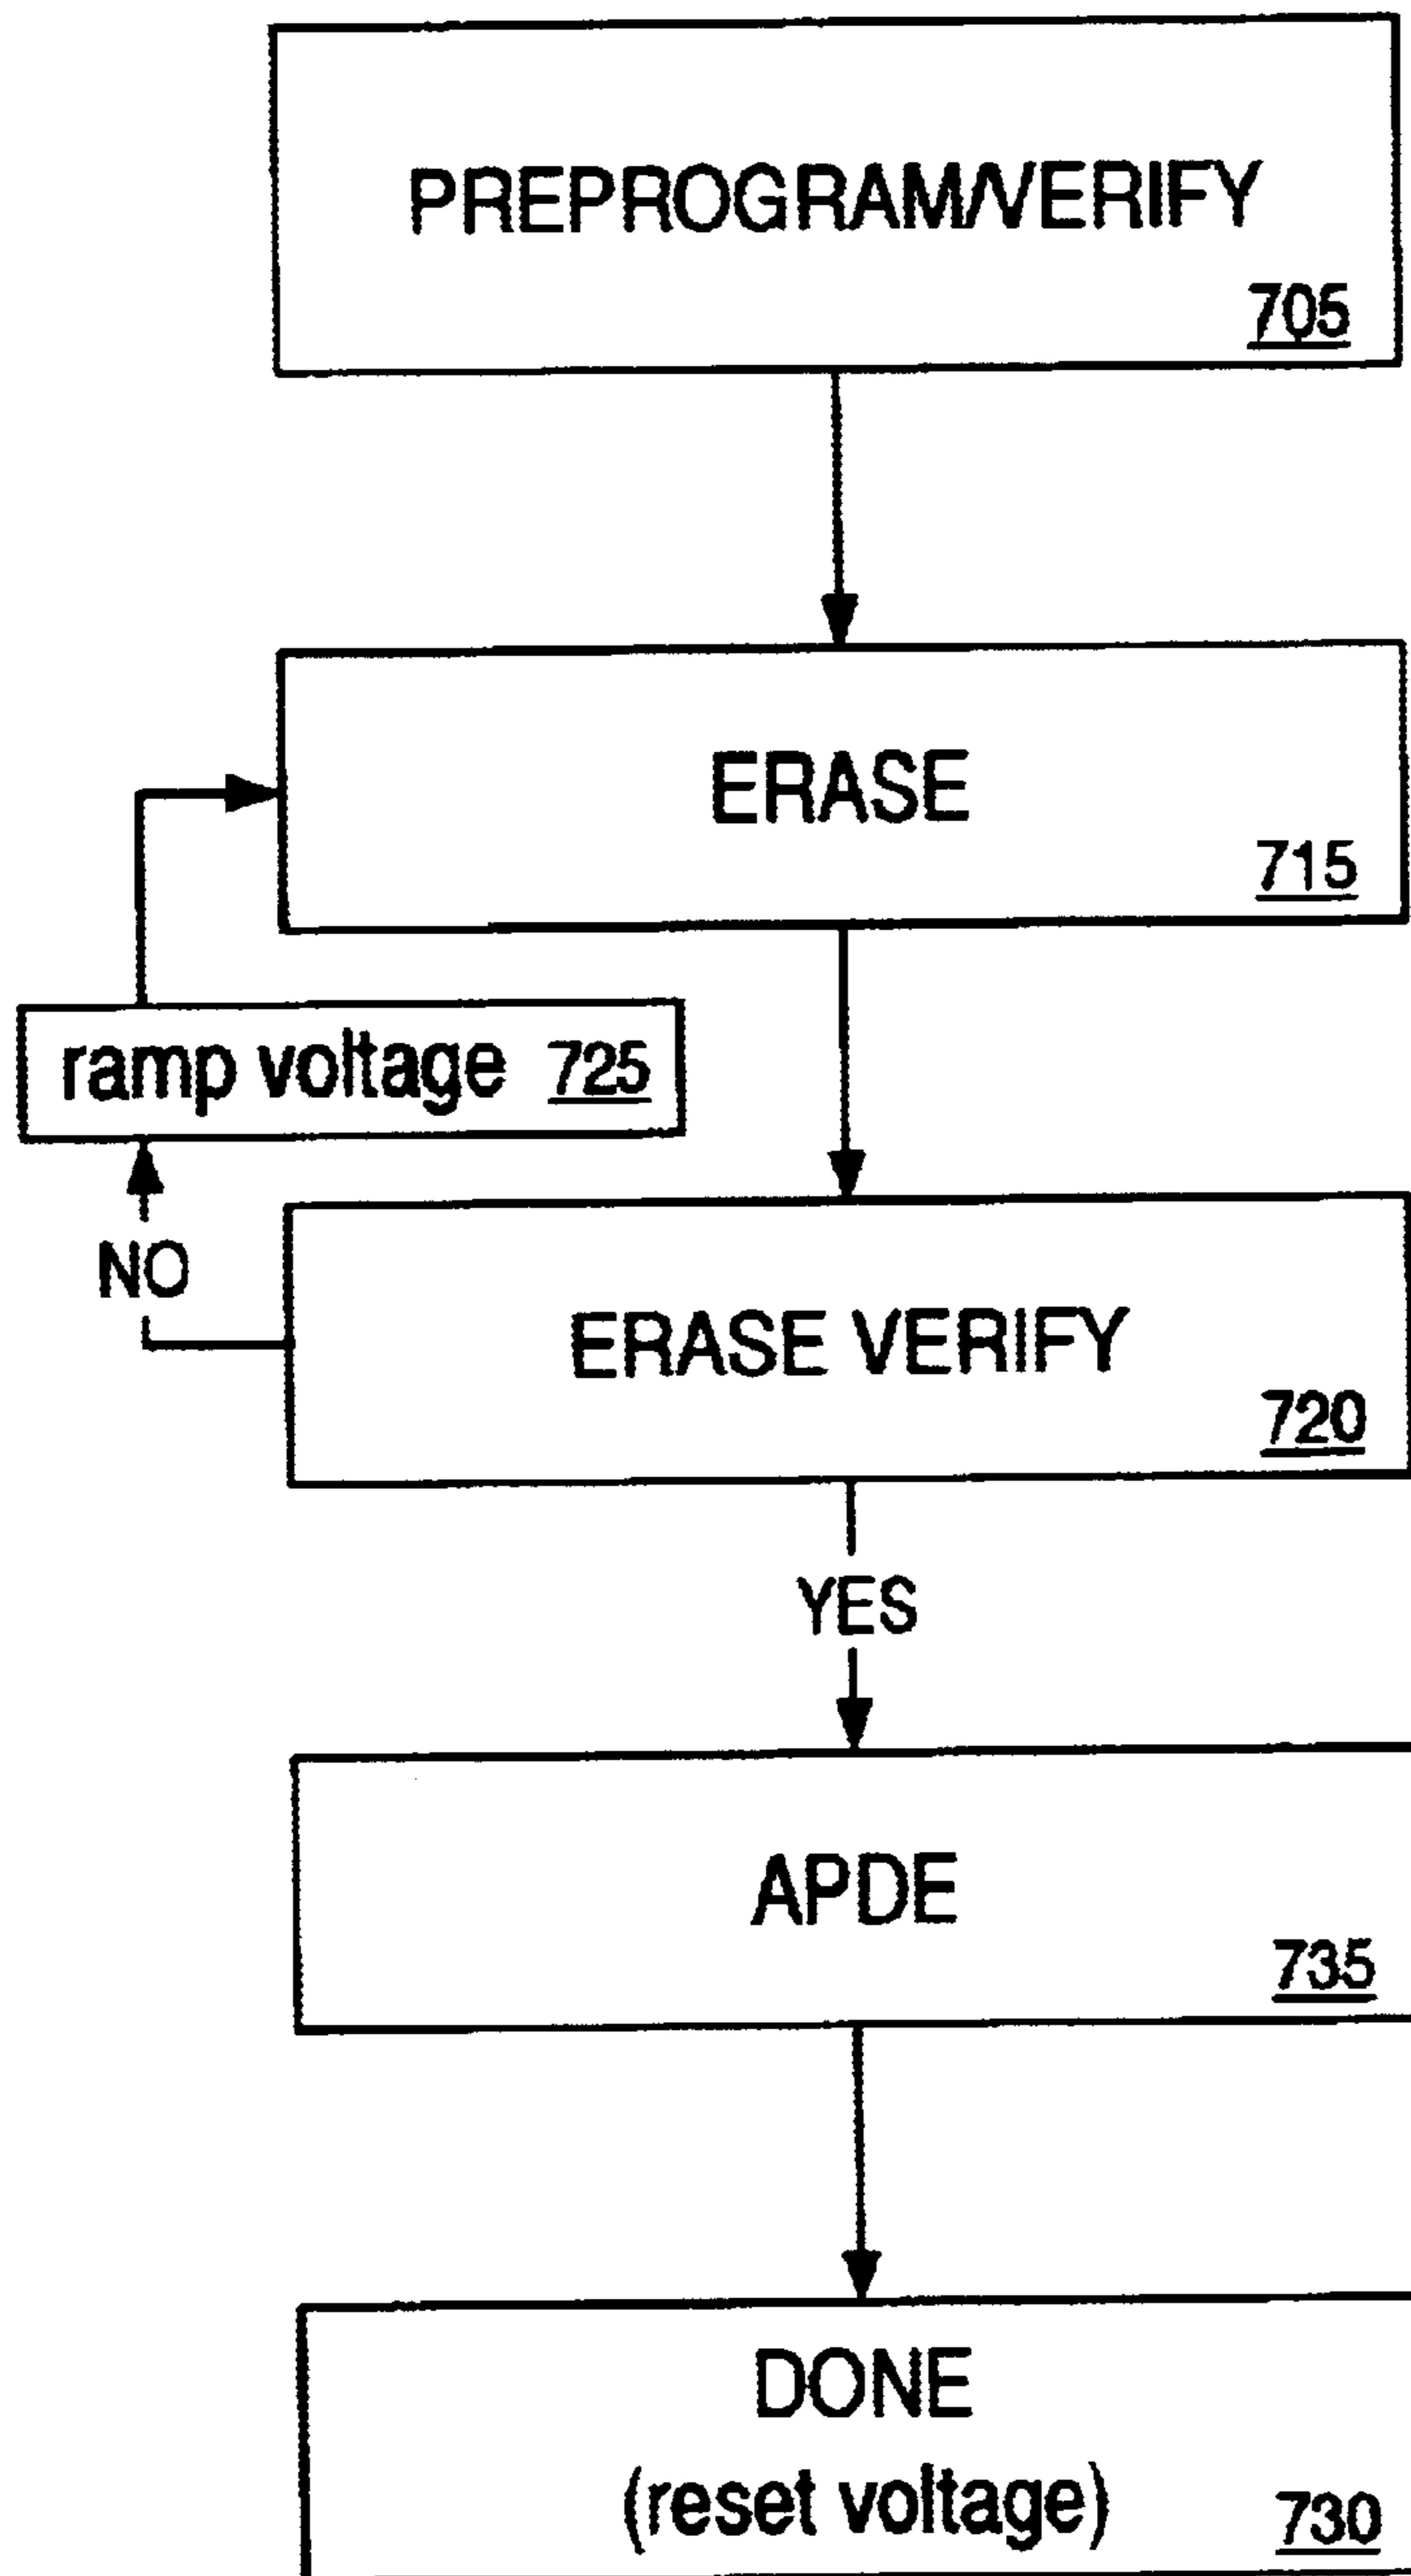 PREPROGRAM/VERIFY
705
ERASE
715
ramp voltage 725
NO
ERASE VERIFY
720
YES
APDE
735
DONE
(reset voltage)
730